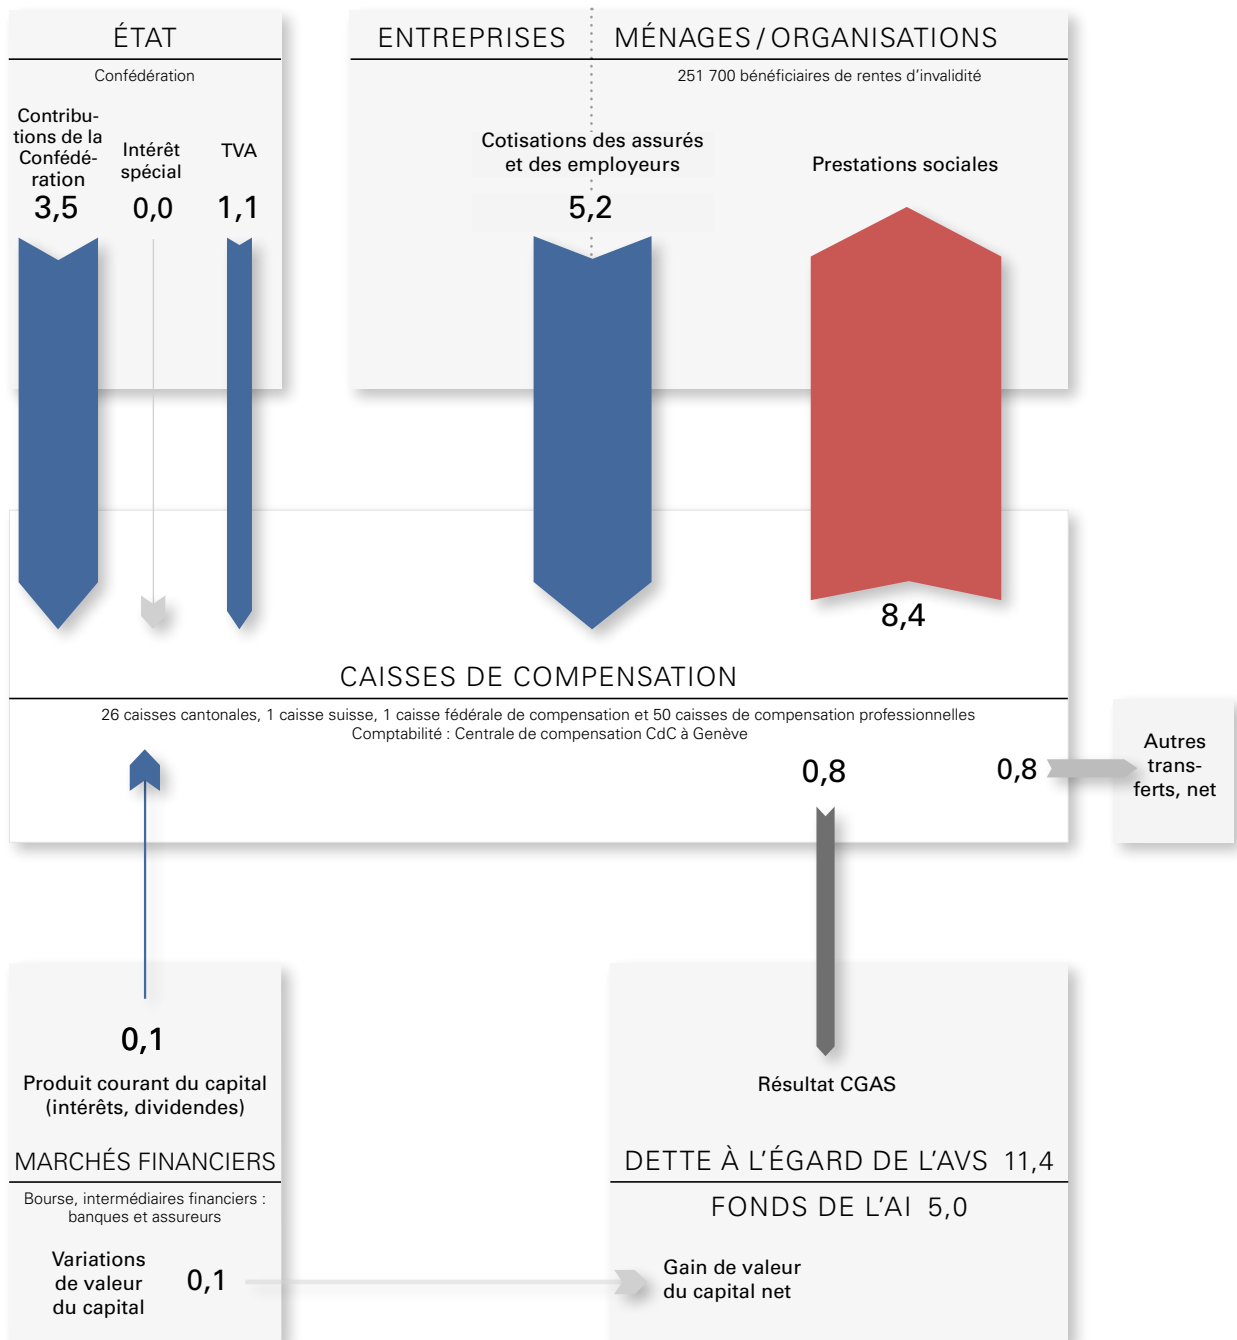 ÉTAT
Confédération
Contribu-
tions de la
Confédé-
ration
3,5
Intérêt
spécial
0,0
TVA
1,1
ENTREPRISES
MÉNAGES / ORGANISATIONS
251 700 bénéficiaires de rentes d’invalidité
Cotisations des assurés
et des employeurs
5,2
Prestations sociales
8,4
CAISSES DE COMPENSATION
26 caisses cantonales, 1 caisse suisse, 1 caisse fédérale de compensation et 50 caisses de compensation professionnelles
Comptabilité : Centrale de compensation CdC à Genève
0,8
0,8
Autres
trans-
ferts, net
0,1
Produit courant du capital
(intérêts, dividendes)
MARCHÉS FINANCIERS
Bourse, intermédiaires financiers :
banques et assureurs
Variations
de valeur
du capital
0,1
Résultat CGAS
DETTE À L’ÉGARD DE L’AVS 11,4
FONDS DE L’AI 5,0
Gain de valeur
du capital net